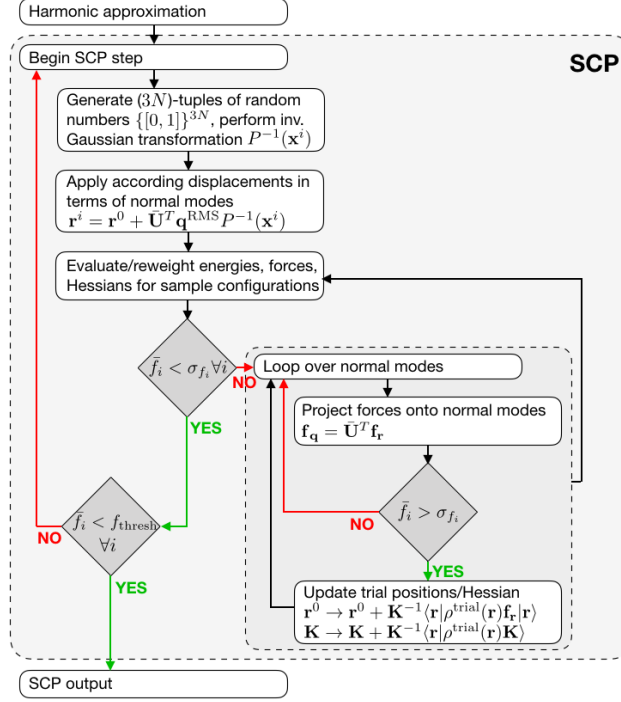 Harmonic approximation
SCP
Begin SCP step
Generate (3N)-tuples of random
numbers {[0, 1]}^{3N}, perform inv.
Gaussian transformation P^{-1}(x^i)
Apply according displacements in
terms of normal modes
r^i = r^0 + Ū^T q^{RMS} P^{-1}(x^i)
Evaluate/reweight energies, forces,
Hessians for sample configurations
f̄_i < σ_{f_i} ∀i
NO
YES
Loop over normal modes
Project forces onto normal modes
f_q = Ū^T f_r
f̄_i > σ_{f_i}
NO
YES
Update trial positions/Hessian
r^0 → r^0 + K^{-1}⟨r|ρ^{trial}(r)f_r|r⟩
K → K + K^{-1}⟨r|ρ^{trial}(r)K⟩
f̄_i < f_{thresh}
∀i
NO
YES
SCP output